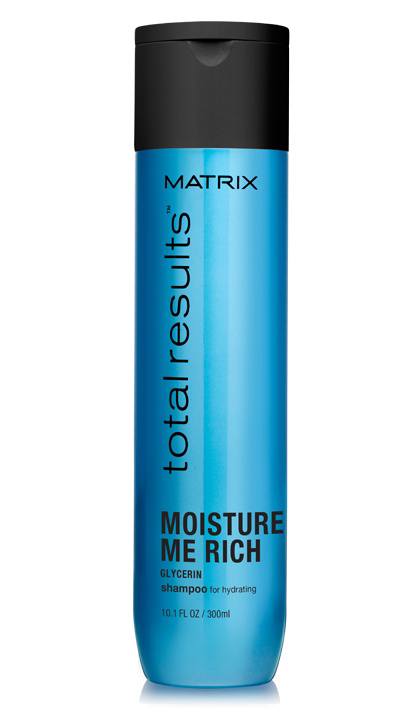 MATRIX
total results™
MOISTURE
ME RICH
GLYCERIN
shampoo for hydrating
10.1 FL OZ / 300ml